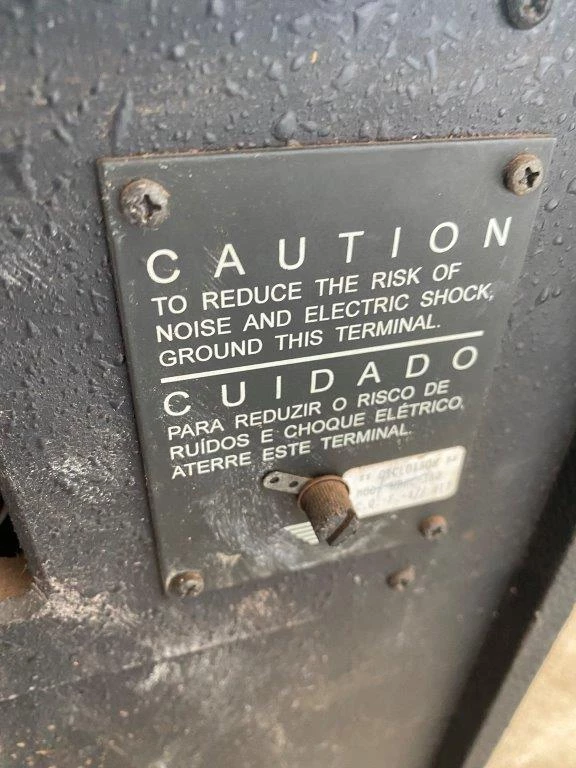 CAUTION
TO REDUCE THE RISK OF
NOISE AND ELECTRIC SHOCK,
GROUND THIS TERMINAL.
CUIDADO
PARA REDUZIR O RISCO DE
RUÍDOS E CHOQUE ELÉTRICO,
ATERRE ESTE TERMINAL.